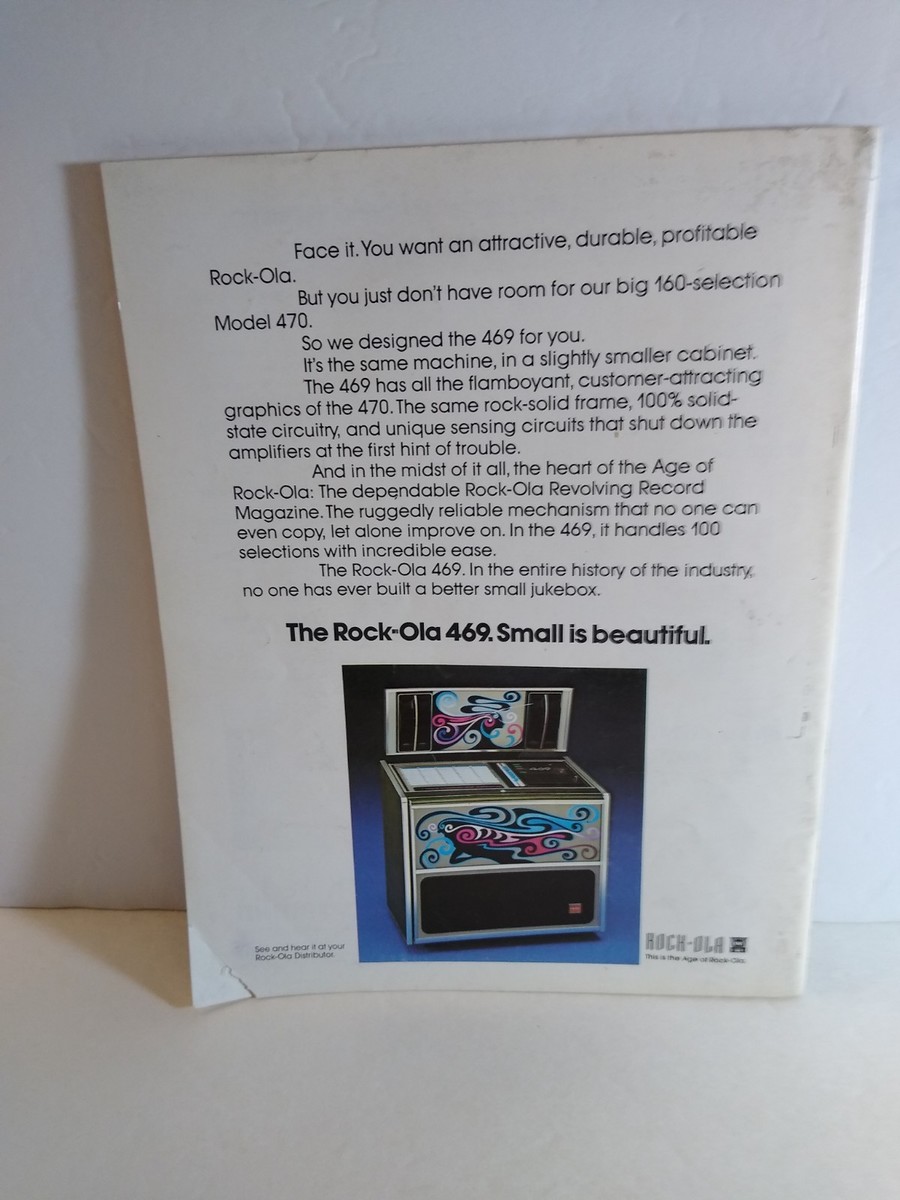 Face it. You want an attractive, durable, profitable
Rock-Ola.
But you just don't have room for our big 160-selection
Model 470.
So we designed the 469 for you.
It's the same machine, in a slightly smaller cabinet.
The 469 has all the flamboyant, customer-attracting
graphics of the 470. The same rock-solid frame, 100% solid-
state circuitry, and unique sensing circuits that shut down the
amplifiers at the first hint of trouble.
And in the midst of it all, the heart of the Age of
Rock-Ola: The dependable Rock-Ola Revolving Record
Magazine. The ruggedly reliable mechanism that no one can
even copy, let alone improve on. In the 469, it handles 100
selections with incredible ease.
The Rock-Ola 469. In the entire history of the industry,
no one has ever built a better small jukebox.
The Rock-Ola 469. Small is beautiful.
See and hear it at your
Rock-Ola Distributor.
ROCK-OLA
This is the Age of Rock-Ola.